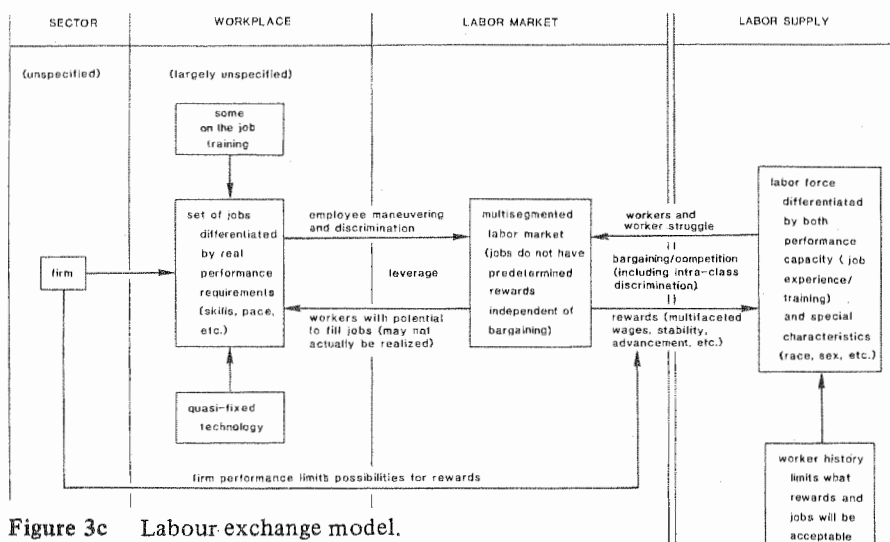 SECTOR
WORKPLACE
LABOR MARKET
LABOR SUPPLY
(unspecified)
(largely unspecified)
some
on the job
training
firm
set of jobs
differentiated
by real
performance
requirements
(skills, pace,
etc.)
quasi-fixed
technology
employee maneuvering
and discrimination
leverage
workers with potential
to fill jobs (may not
actually be realized)
multisegmented
labor market
(jobs do not have
predetermined
rewards
independent of
bargaining)
workers and
worker struggle
bargaining/competition
(including intra-class
discrimination)
rewards (multifaceted
wages, stability,
advancement, etc.)
labor force
differentiated
by both
performance
capacity (job
experience/
training)
and special
characteristics
(race, sex, etc.)
firm performance limits possibilities for rewards
worker history
limits what
rewards and
jobs will be
acceptable
Figure 3c Labour exchange model.